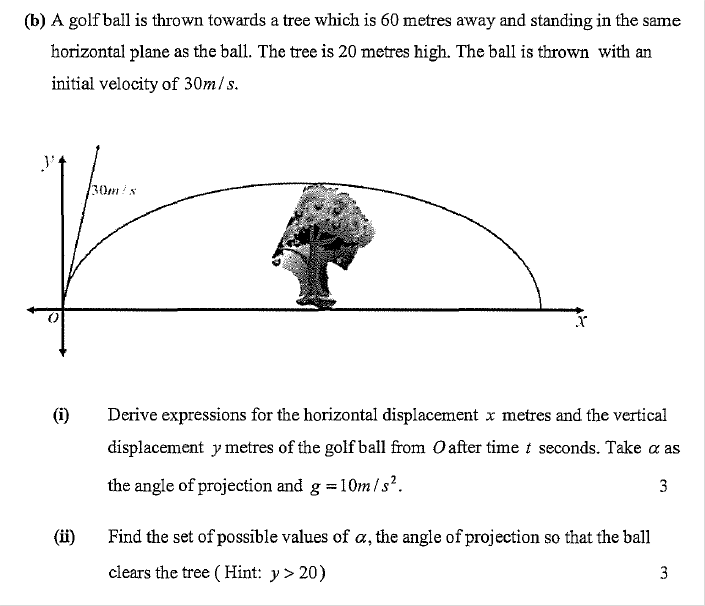 (b) A golf ball is thrown towards a tree which is 60 metres away and standing in the same
horizontal plane as the ball. The tree is 20 metres high. The ball is thrown with an
initial velocity of 30m/s.
y
30m/s
O
x
(i) Derive expressions for the horizontal displacement x metres and the vertical
displacement y metres of the golf ball from O after time t seconds. Take α as
the angle of projection and g = 10m/s².
3
(ii) Find the set of possible values of α, the angle of projection so that the ball
clears the tree ( Hint: y > 20)
3